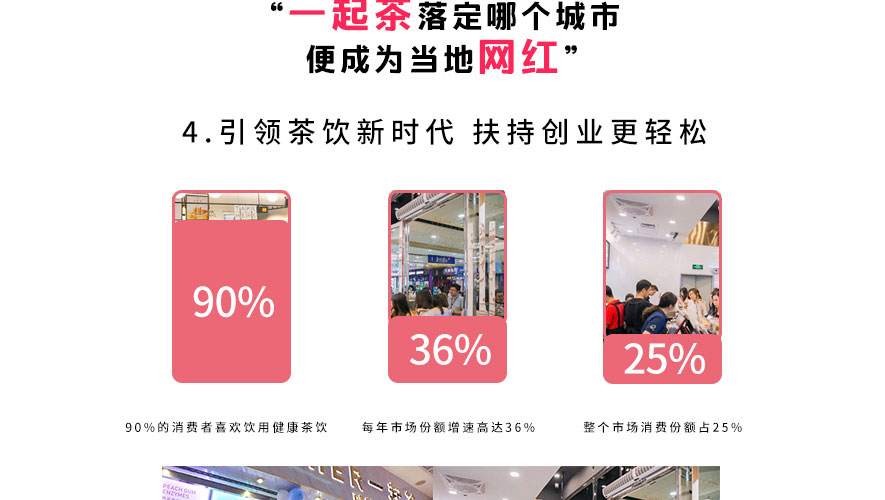 “一起茶落定哪个城市
便成为当地网红”
4.引领茶饮新时代 扶持创业更轻松
90%
36%
25%
90%的消费者喜欢饮用健康茶饮
每年市场份额增速高达36%
整个市场消费份额占25%
PEACH GUM
ENZYMES